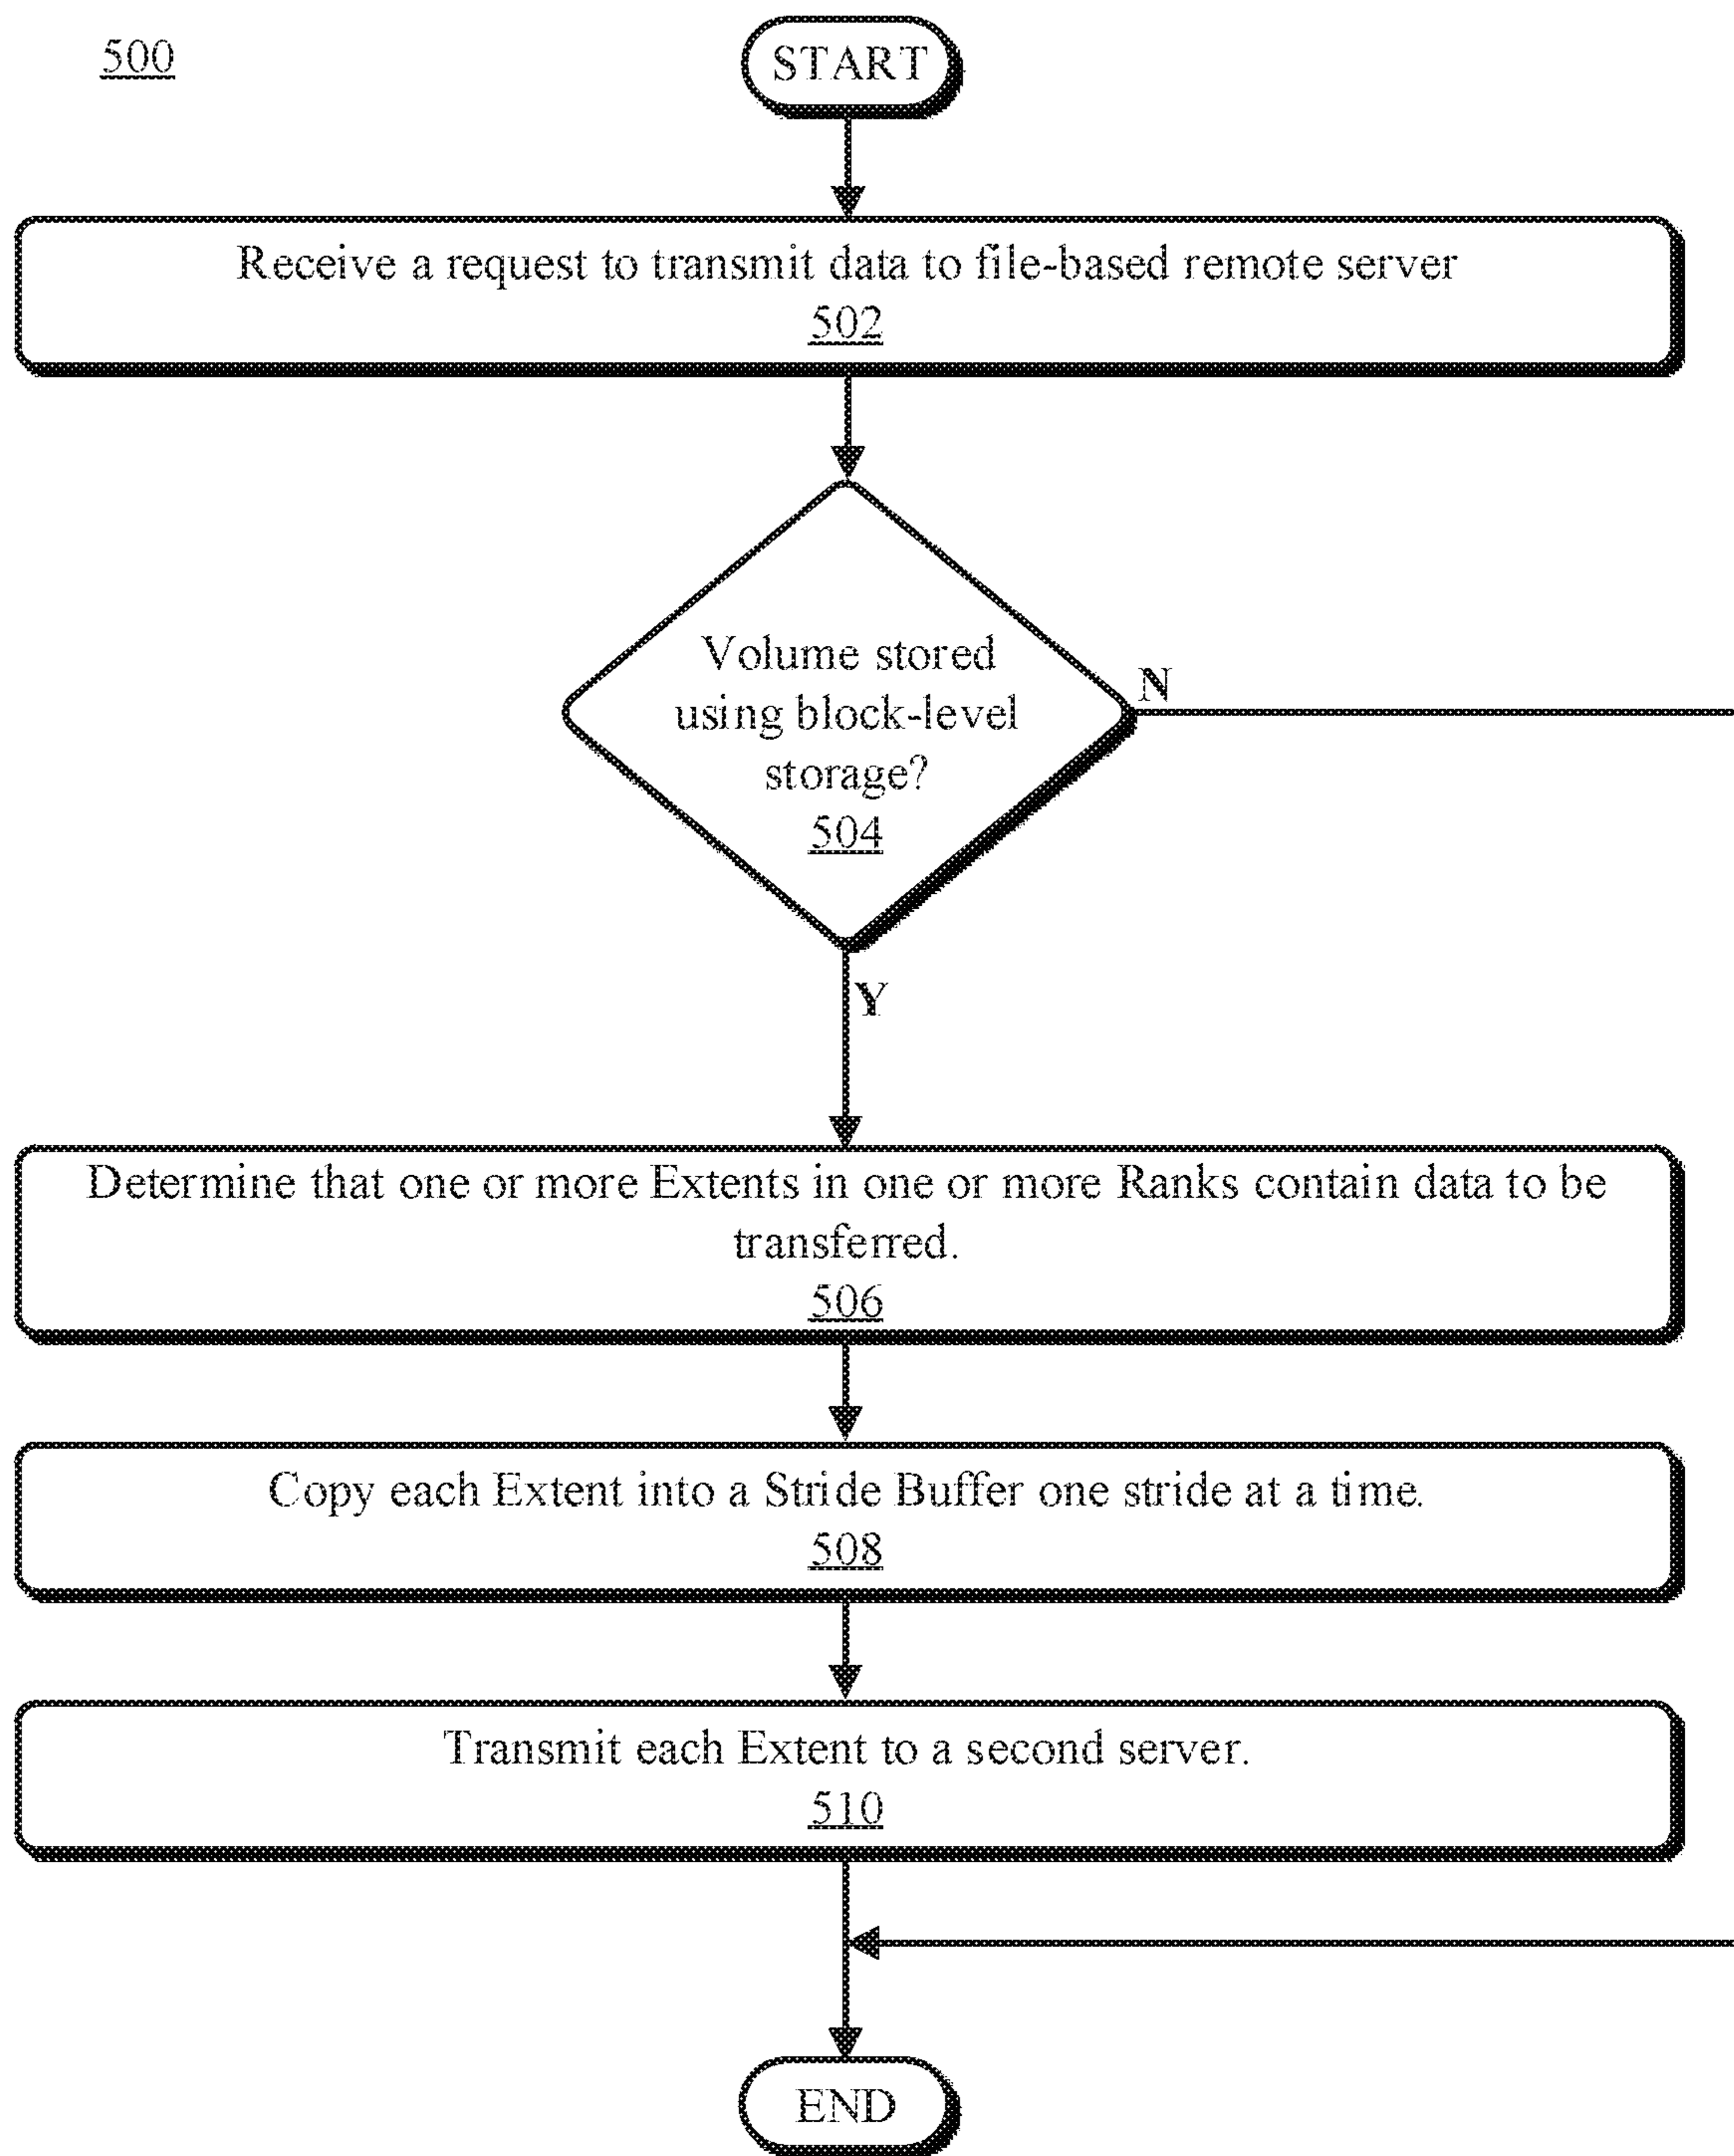 500
START
Receive a request to transmit data to file-based remote server
502
Volume stored
using block-level
storage?
504
N
Y
Determine that one or more Extents in one or more Ranks contain data to be
transferred.
506
Copy each Extent into a Stride Buffer one stride at a time.
508
Transmit each Extent to a second server.
510
END